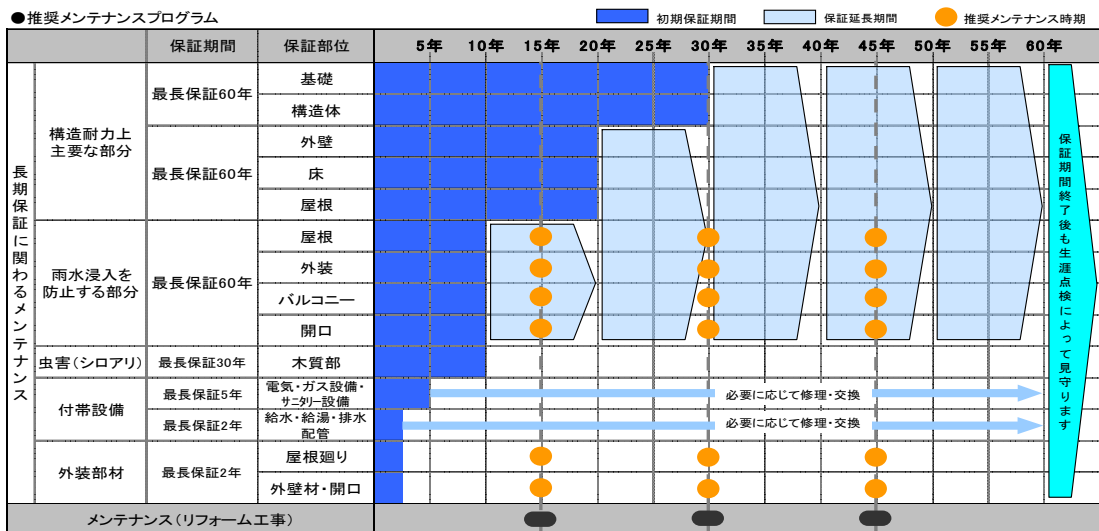 ●推奨メンテナンスプログラム
初期保証期間
保証延長期間
推奨メンテナンス時期
保証期間
保証部位
5年
10年
15年
20年
25年
30年
35年
40年
45年
50年
55年
60年
長期保証に関わるメンテナンス
構造耐力上
主要な部分
最長保証60年
基礎
構造体
最長保証60年
外壁
床
屋根
雨水浸入を
防止する部分
最長保証60年
屋根
外装
バルコニー
開口
虫害(シロアリ)
最長保証30年
木質部
付帯設備
最長保証5年
電気・ガス設備・
サニタリー設備
必要に応じて修理・交換
最長保証2年
給水・給湯・排水
配管
必要に応じて修理・交換
外装部材
最長保証2年
屋根廻り
外壁材・開口
メンテナンス(リフォーム工事)
保証期間終了後も生涯点検によって見守ります